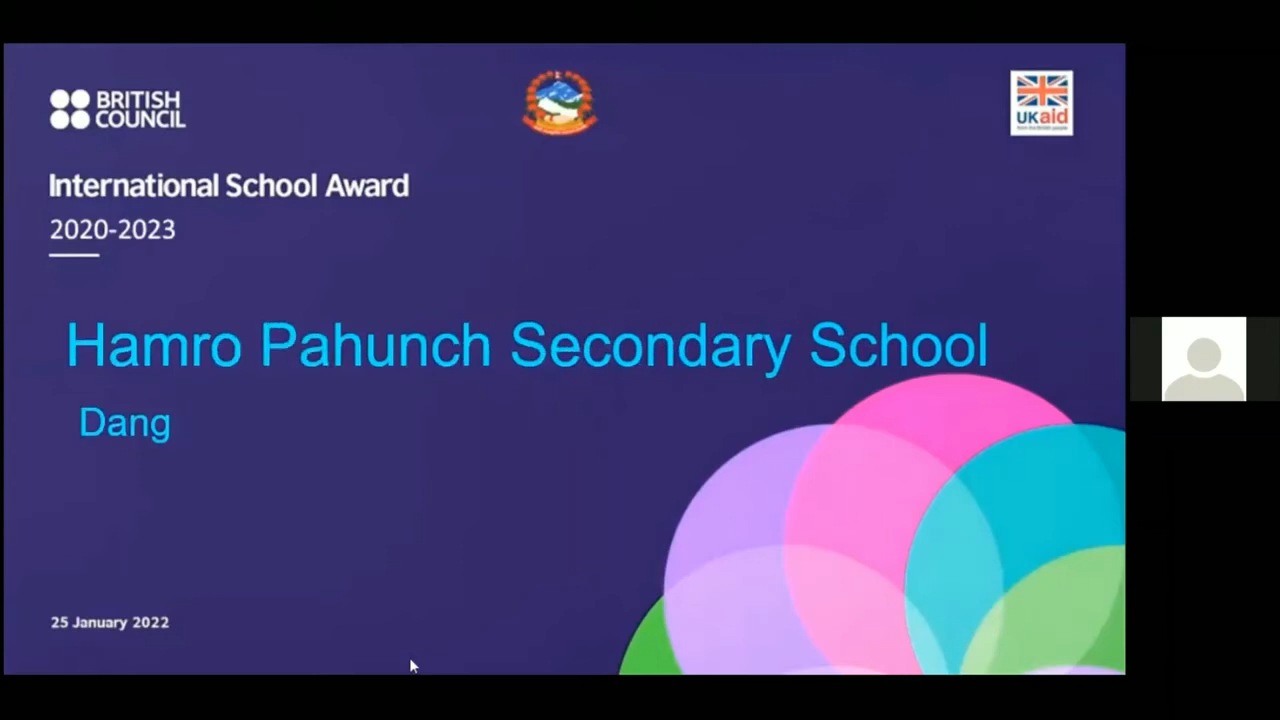 BRITISH
COUNCIL
UKaid
International School Award
2020-2023
Hamro Pahunch Secondary School
Dang
25 January 2022